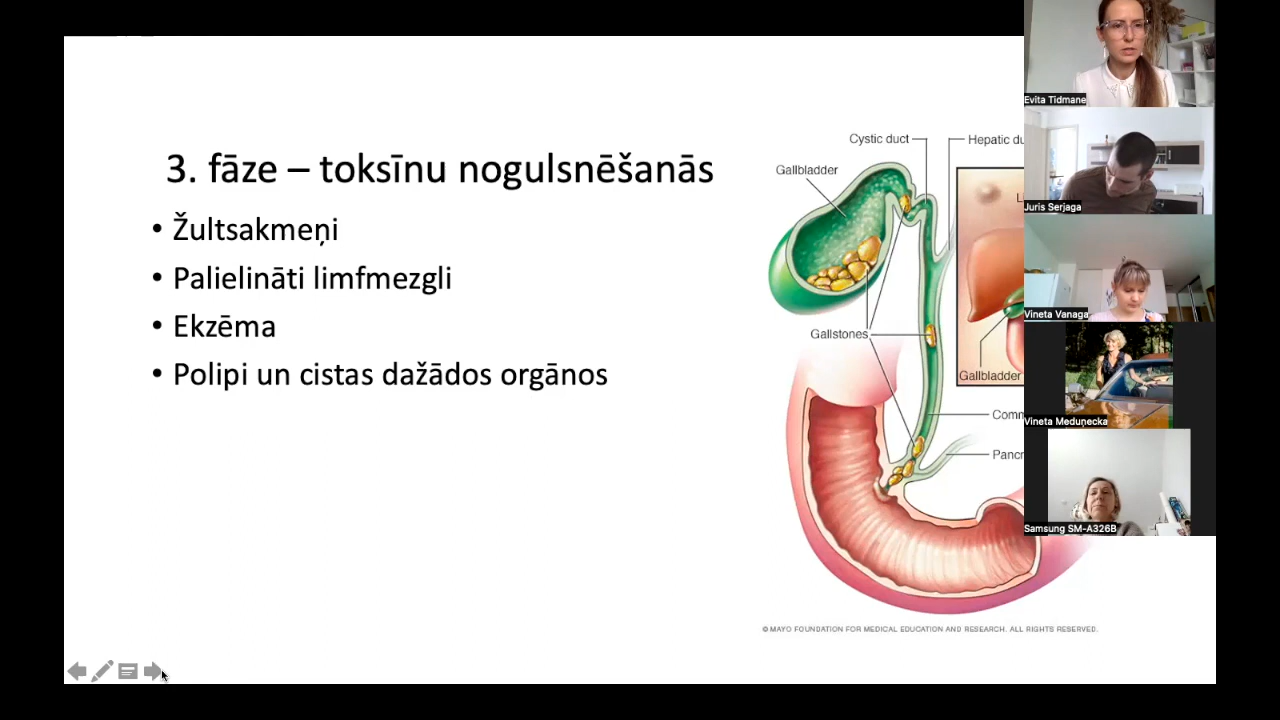 3. fāze – toksīnu nogulsnēšanās
• Žultsakmeņi
• Palielināti limfmezgli
• Ekzēma
• Polipi un cistas dažādos orgānos
Cystic duct
Hepatic du
Gallbladder
L
Gallstones
Gallbladder
Comm
Pancr
© MAYO FOUNDATION FOR MEDICAL EDUCATION AND RESEARCH. ALL RIGHTS RESERVED.
Evita Tidmane
Juris Serjaga
Vineta Vanaga
Vineta Meduņecka
Samsung SM-A326B